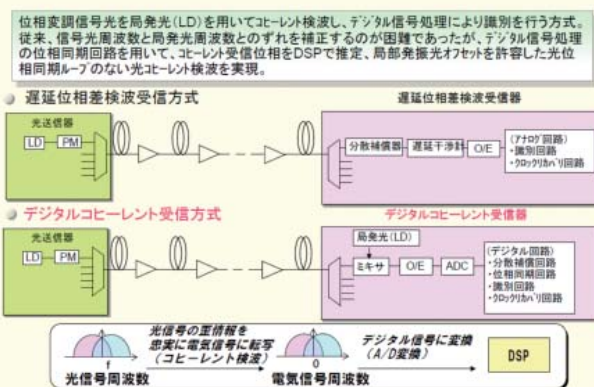 位相変調信号光を局発光(LD)を用いてコヒーレント検波し、デジタル信号処理により識別を行う方式。
従来、信号光周波数と局発光周波数とのずれを補正するのが困難であったが、デジタル信号処理
の位相同期回路を用いて、コヒーレント受信位相をDSPで推定、局部発振光オフセットを許容した光位
相同期ループのない光コヒーレント検波を実現。
遅延位相差検波受信方式
遅延位相差検波受信器
光送信器
LD
PM
分散補償器
遅延干渉計
O/E
(アナログ回路)
・識別回路
・クロックリカバリ回路
デジタルコヒーレント受信方式
デジタルコヒーレント受信器
光送信器
LD
PM
局発光(LD)
ミキサ
O/E
ADC
(デジタル回路)
・分散補償回路
・位相同期回路
・識別回路
・クロックリカバリ回路
光信号の歪情報を
忠実に電気信号に転写
(コヒーレント検波)
デジタル信号に変換
(A/D変換)
f
0
DSP
光信号周波数
電気信号周波数